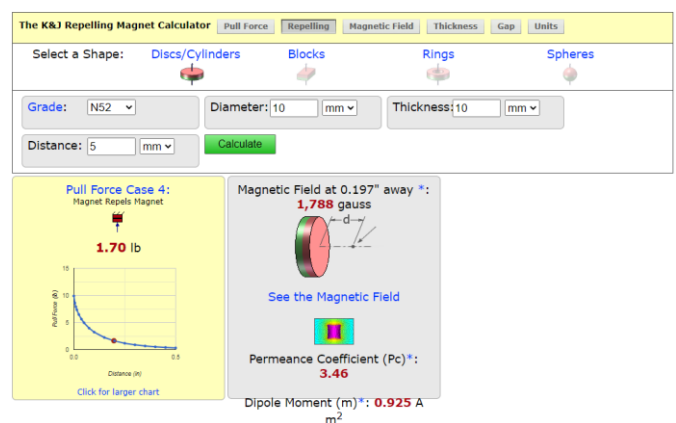 The K&J Repelling Magnet Calculator Pull Force Repelling Magnetic Field Thickness Gap Units
Select a Shape: Discs/Cylinders Blocks Rings Spheres
Grade: N52 Diameter: 10 mm Thickness: 10 mm
Distance: 5 mm Calculate
Pull Force Case 4:
Magnet Repels Magnet
1.70 lb
15
10
5
0
Pull Force (lb)
0.0 0.5
Distance (in)
Click for larger chart
Magnetic Field at 0.197" away *:
1,788 gauss
d
See the Magnetic Field
Permeance Coefficient (Pc)*:
3.46
Dipole Moment (m)*: 0.925 A
m²